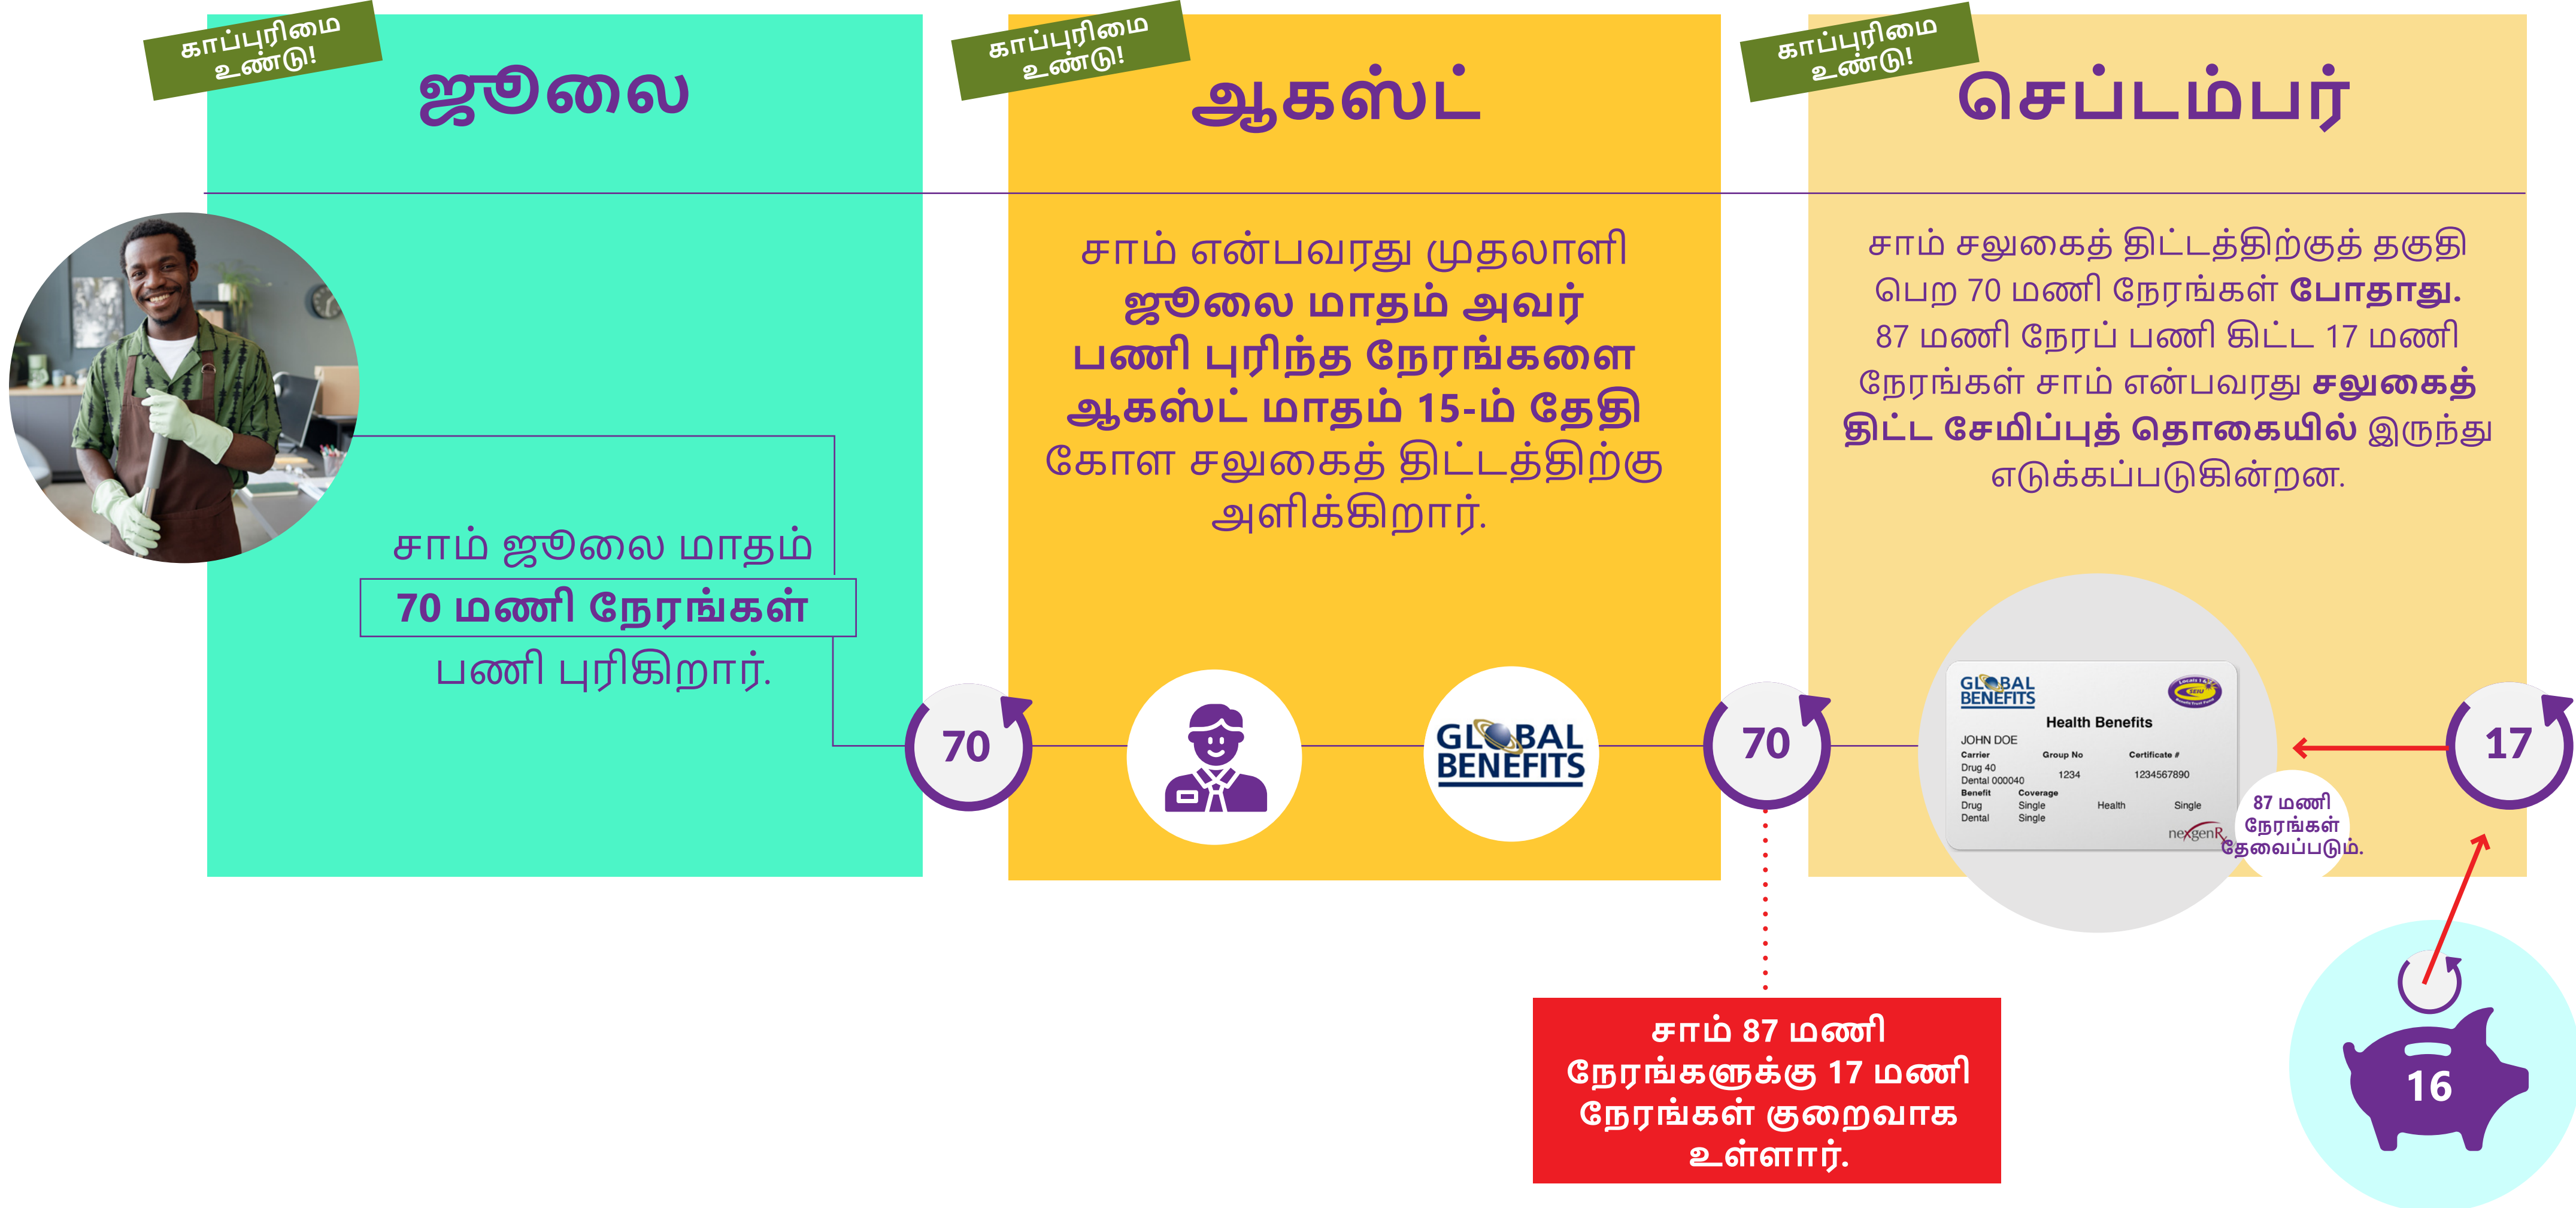 காப்புரிமை
உண்டு!
ஜூலை
சாம் ஜூலை மாதம்
70 மணி நேரங்கள்
பணி புரிகிறார்.
70
காப்புரிமை
உண்டு!
ஆகஸ்ட்
சாம் என்பவரது முதலாளி
ஜூலை மாதம் அவர்
பணி புரிந்த நேரங்களை
ஆகஸ்ட் மாதம் 15-ம் தேதி
கோள சலுகைத் திட்டத்திற்கு
அளிக்கிறார்.
GLOBAL
BENEFITS
70
சாம் 87 மணி
நேரங்களுக்கு 17 மணி
நேரங்கள் குறைவாக
உள்ளார்.
காப்புரிமை
உண்டு!
செப்டம்பர்
சாம் சலுகைத் திட்டத்திற்குத் தகுதி
பெற 70 மணி நேரங்கள் போதாது.
87 மணி நேரப் பணி கிட்ட 17 மணி
நேரங்கள் சாம் என்பவரது சலுகைத்
திட்ட சேமிப்புத் தொகையில் இருந்து
எடுக்கப்படுகின்றன.
GLOBAL
BENEFITS
SEIU
Health Benefits
JOHN DOE
Carrier Group No Certificate #
Drug 40
Dental 000040 1234 1234567890
Benefit Coverage
Drug Single Health Single
Dental Single
nexgenRx
87 மணி
நேரங்கள்
தேவைப்படும்.
17
16